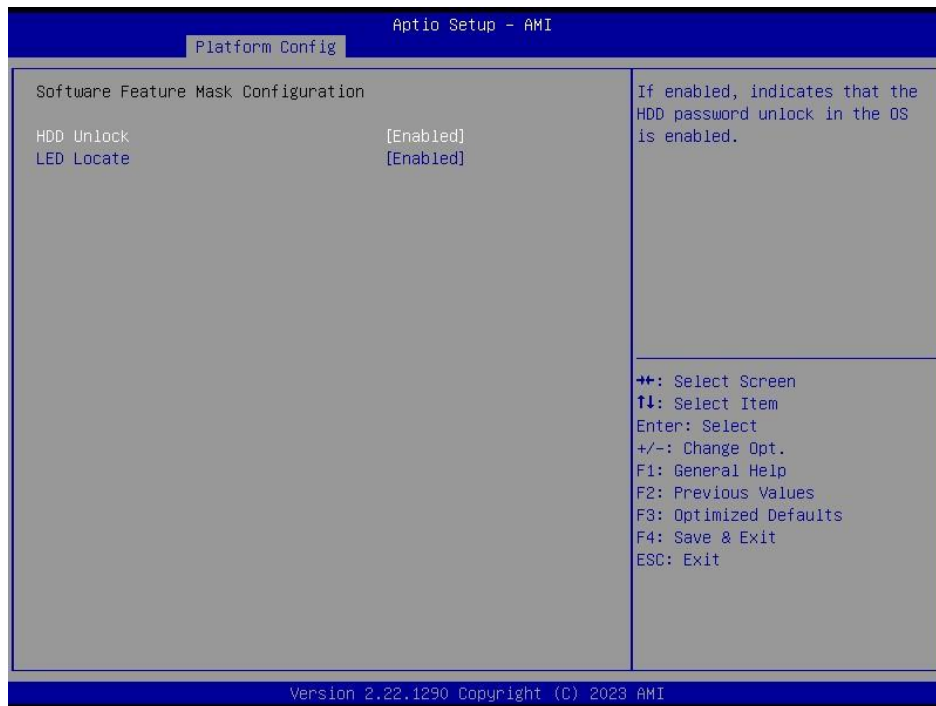 Aptio Setup – AMI
Platform Config
Software Feature Mask Configuration
HDD Unlock [Enabled]
LED Locate [Enabled]
If enabled, indicates that the
HDD password unlock in the OS
is enabled.
→←: Select Screen
↑↓: Select Item
Enter: Select
+/-: Change Opt.
F1: General Help
F2: Previous Values
F3: Optimized Defaults
F4: Save & Exit
ESC: Exit
Version 2.22.1290 Copyright (C) 2023 AMI